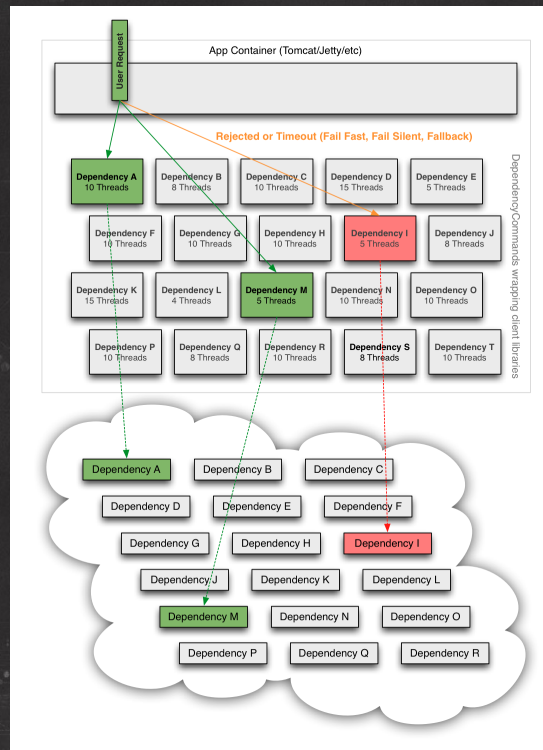 User Request
App Container (Tomcat/Jetty/etc)
Rejected or Timeout (Fail Fast, Fail Silent, Fallback)
Dependency A
10 Threads
Dependency B
8 Threads
Dependency C
10 Threads
Dependency D
15 Threads
Dependency E
5 Threads
Dependency F
10 Threads
Dependency G
10 Threads
Dependency H
10 Threads
Dependency I
5 Threads
Dependency J
8 Threads
Dependency K
15 Threads
Dependency L
4 Threads
Dependency M
5 Threads
Dependency N
10 Threads
Dependency O
10 Threads
Dependency P
10 Threads
Dependency Q
8 Threads
Dependency R
10 Threads
Dependency S
8 Threads
Dependency T
10 Threads
DependencyCommands wrapping client libraries
Dependency A
Dependency B
Dependency C
Dependency D
Dependency E
Dependency F
Dependency G
Dependency H
Dependency I
Dependency J
Dependency K
Dependency L
Dependency M
Dependency N
Dependency O
Dependency P
Dependency Q
Dependency R